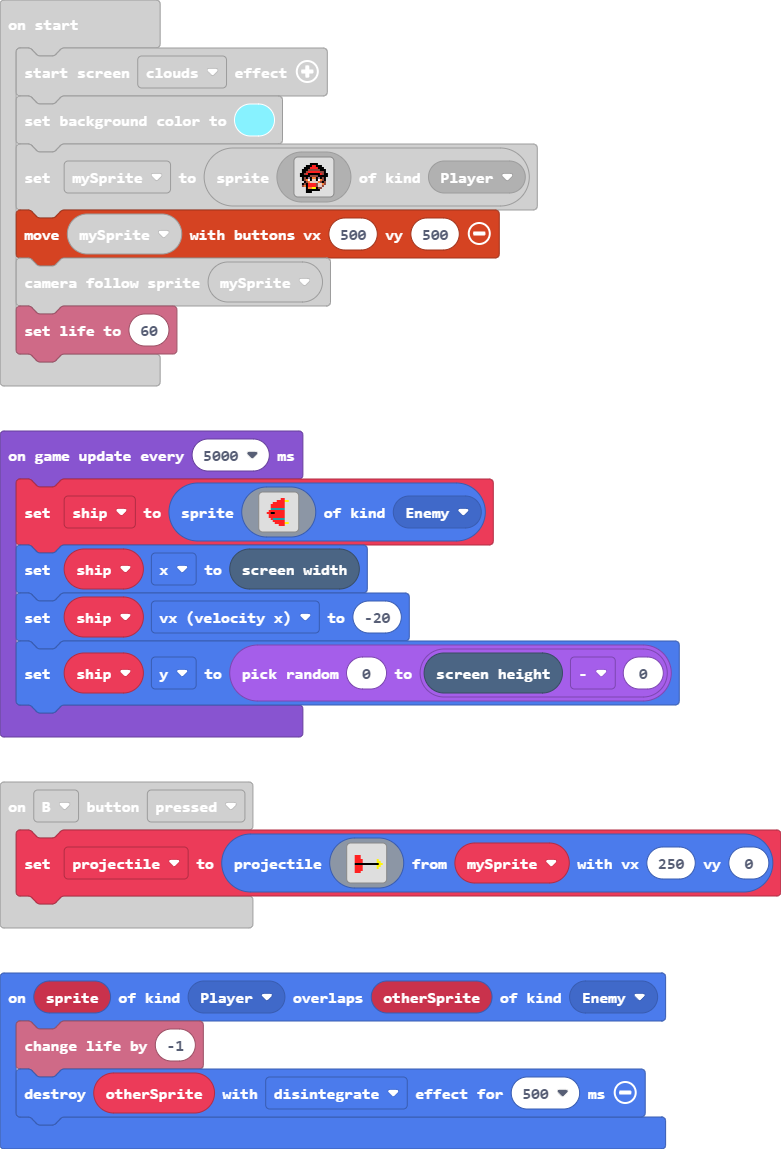 on start
start screen clouds effect
set background color to
set mySprite to sprite of kind Player
move mySprite with buttons vx 500 vy 500
camera follow sprite mySprite
set life to 60
on game update every 5000 ms
set ship to sprite of kind Enemy
set ship x to screen width
set ship vx (velocity x) to -20
set ship y to pick random 0 to screen height - 0
on B button pressed
set projectile to projectile from mySprite with vx 250 vy 0
on sprite of kind Player overlaps otherSprite of kind Enemy
change life by -1
destroy otherSprite with disintegrate effect for 500 ms